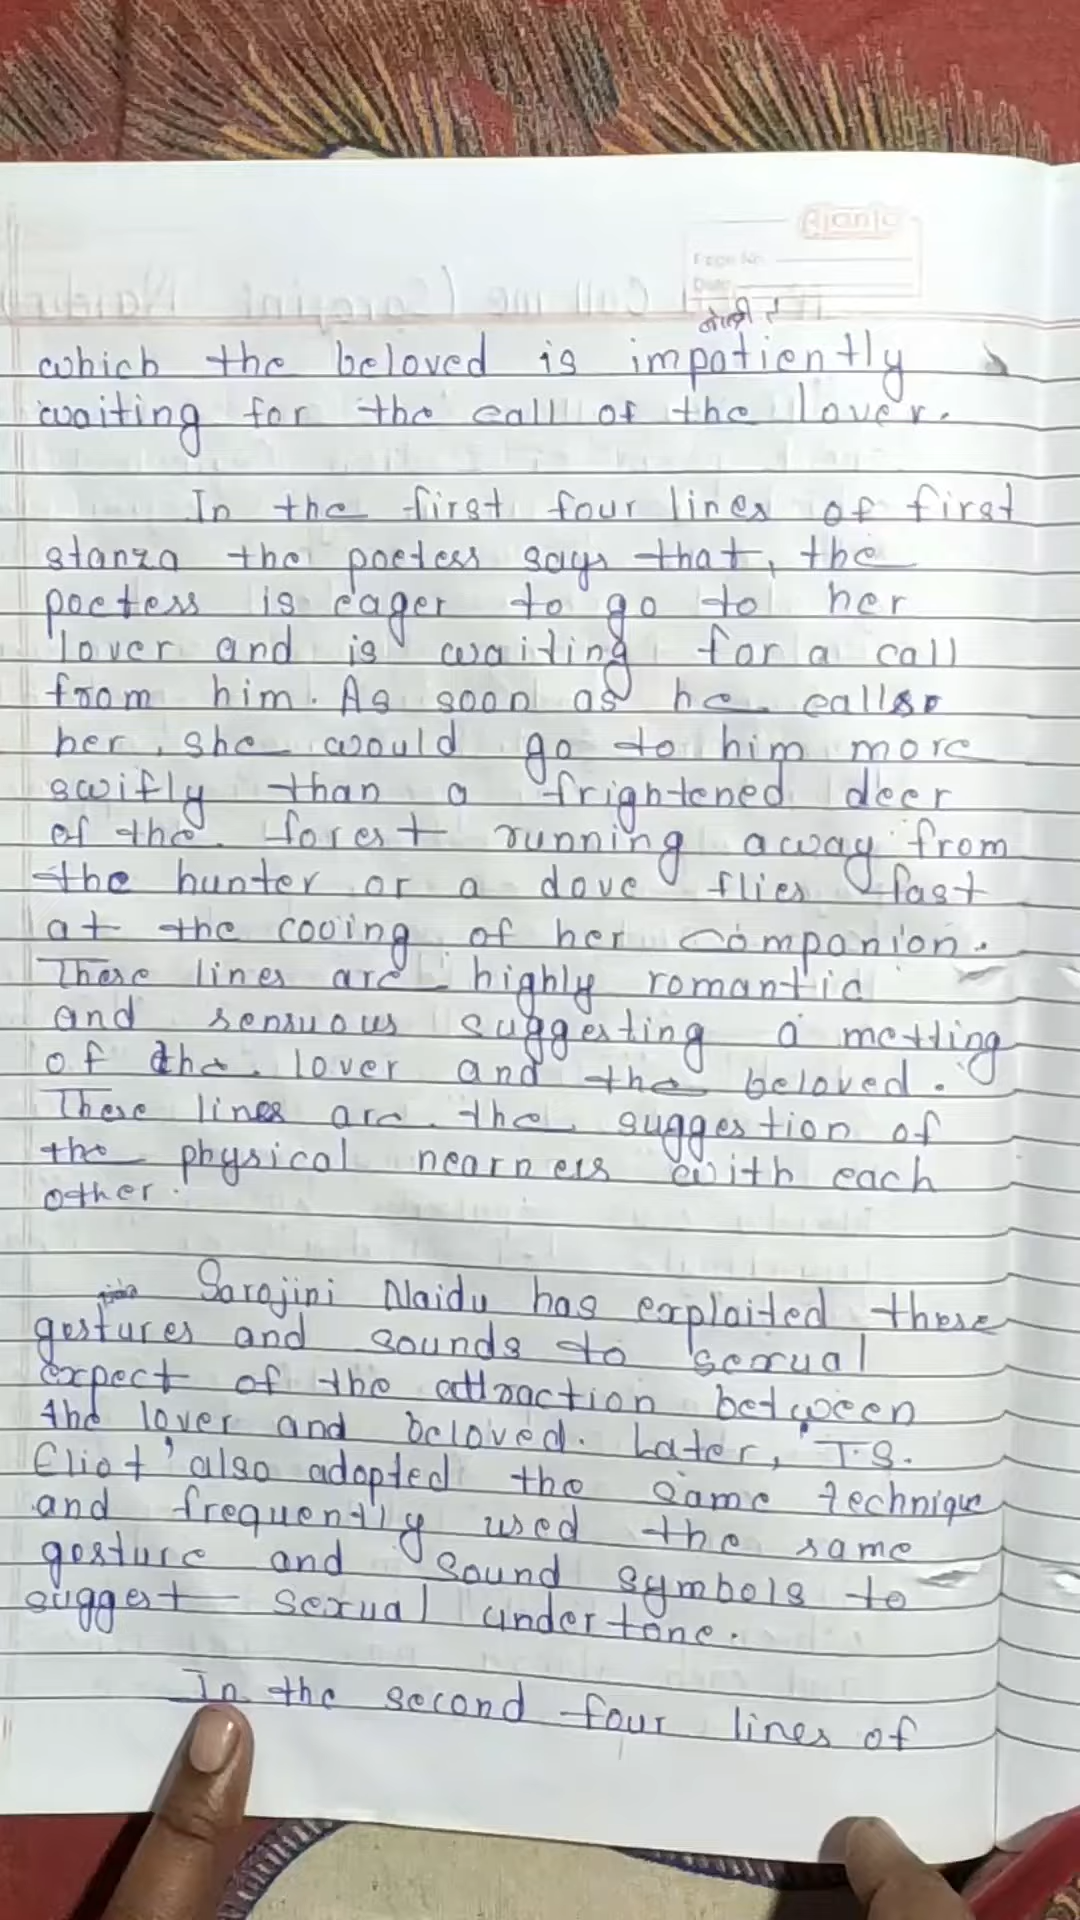 Ajanta
Page No.
Date
which the beloved is impatiently
waiting for the call of the lover.
In the first four lines of first
stanza the poetess says that, the
poetess is eager to go to her
lover and is waiting for a call
from him. As soon as he calls
her, she would go to him more
swifly than a frightened deer
of the forest running away from
the hunter or a dove flies fast
at the cooing of her companion.
These lines are highly romantic
and sensuous suggesting a metting
of the lover and the beloved.
These lines are the suggestion of
the physical nearness with each
other.
Sarojini Naidu has explaited these
gestures and sounds to sexual
expect of the attraction between
the lover and beloved. Later, "T.S.
Eliot" also adopted the same technique
and frequently used the same
gesture and sound symbols to
suggest sexual undertone.
In the second four lines of